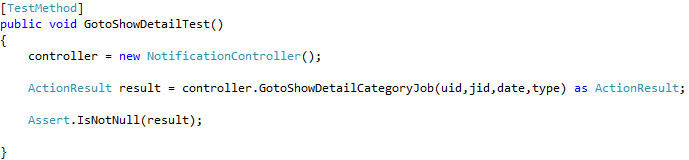 [TestMethod]
public void GotoShowDetailTest()
{
controller = new NotificationController();
ActionResult result = controller.GotoShowDetailCategoryJob(uid,jid,date,type) as ActionResult;
Assert.IsNotNull(result);
}